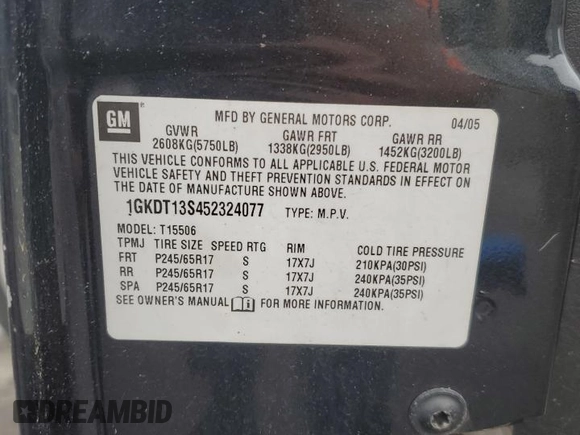 GM
MFD BY GENERAL MOTORS CORP. 04/05
GVWR GAWR FRT GAWR RR
2608KG(5750LB) 1338KG(2950LB) 1452KG(3200LB)
THIS VEHICLE CONFORMS TO ALL APPLICABLE U.S. FEDERAL MOTOR
VEHICLE SAFETY AND THEFT PREVENTION STANDARDS IN EFFECT ON THE
DATE OF MANUFACTURE SHOWN ABOVE.
1GKDT13S452324077 TYPE: M.P.V.
MODEL: T15506
TPMJ TIRE SIZE SPEED RTG RIM COLD TIRE PRESSURE
FRT P245/65R17 S 17X7J 210KPA(30PSI)
RR P245/65R17 S 17X7J 240KPA(35PSI)
SPA P245/65R17 S 17X7J 240KPA(35PSI)
SEE OWNER'S MANUAL FOR MORE INFORMATION.
DREAMBID